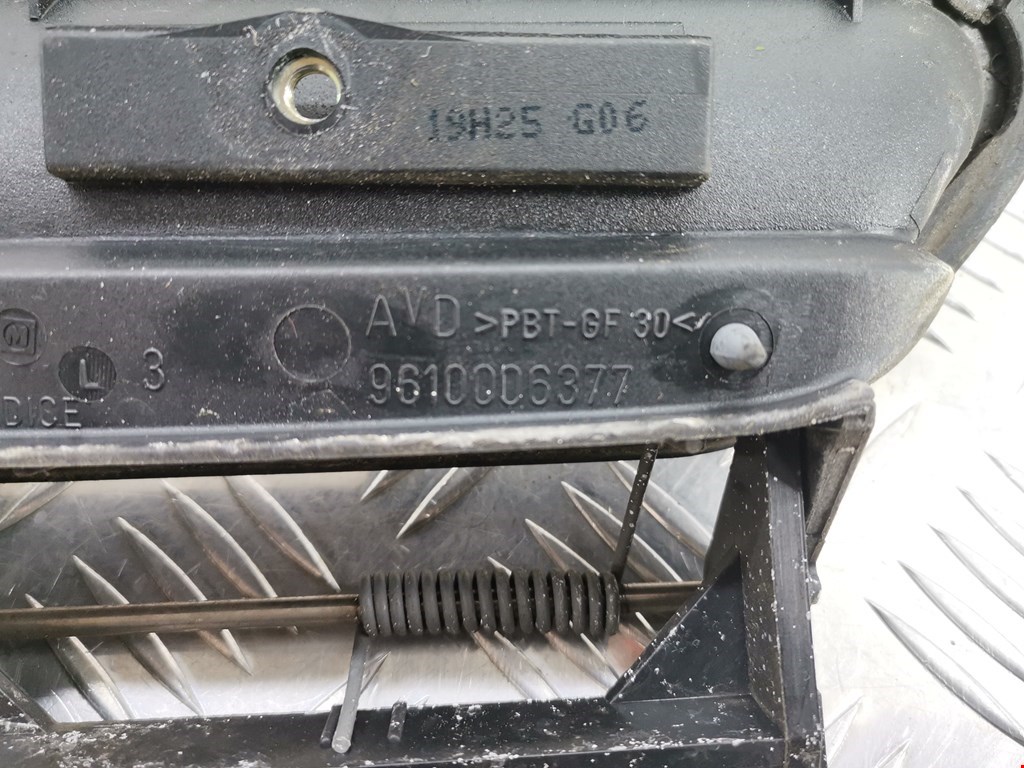 19H25 G06
AVD >PBT-GF 30<
M
L 3
9610006377
DICE